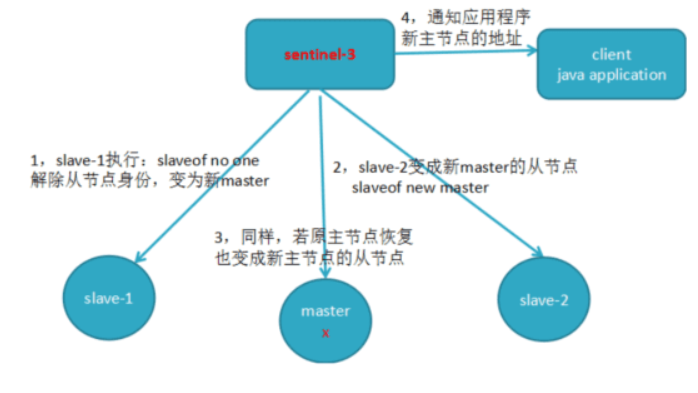 4，通知应用程序
新主节点的地址
sentinel-3
client
java application
1，slave-1执行：slaveof no one
解除从节点身份，变为新master
2，slave-2变成新master的从节点
slaveof new master
3，同样，若原主节点恢复
也变成新主节点的从节点
slave-1
master
x
slave-2